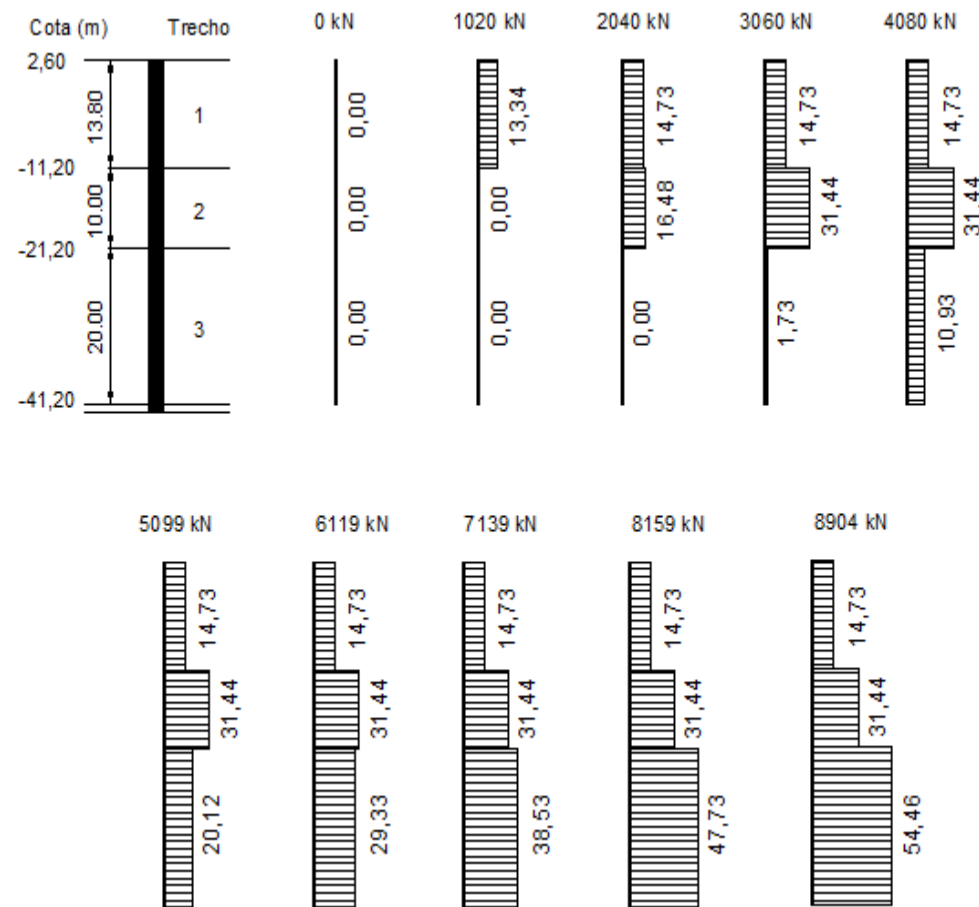 Cota (m) Trecho 0 kN 1020 kN 2040 kN 3060 kN 4080 kN
2,60
13.80 1 0,00 13,34 14,73 14,73 14,73
-11,20
10.00 2 0,00 0,00 16,48 31,44 31,44
-21,20
20.00 3 0,00 0,00 0,00 1,73 10,93
-41,20
5099 kN 6119 kN 7139 kN 8159 kN 8904 kN
14,73 14,73 14,73 14,73 14,73
31,44 31,44 31,44 31,44 31,44
20,12 29,33 38,53 47,73 54,46